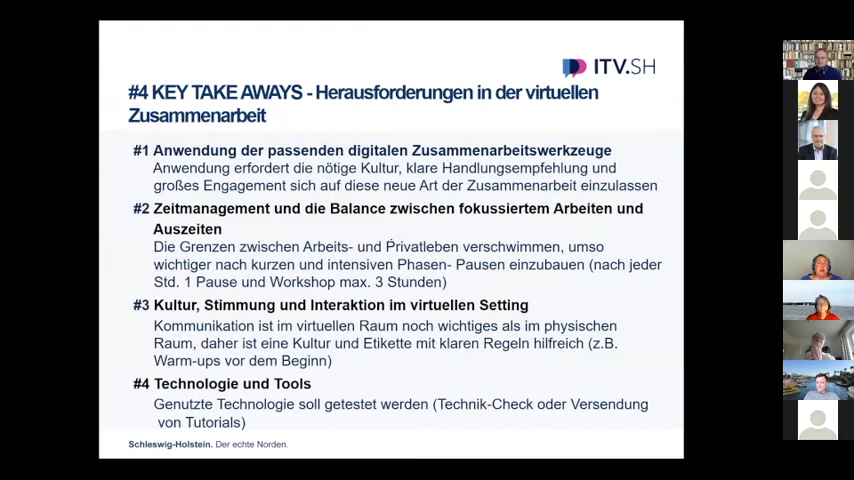 ITV.SH
#4 KEY TAKE AWAYS - Herausforderungen in der virtuellen
Zusammenarbeit
#1 Anwendung der passenden digitalen Zusammenarbeitswerkzeuge
Anwendung erfordert die nötige Kultur, klare Handlungsempfehlung und
großes Engagement sich auf diese neue Art der Zusammenarbeit einzulassen
#2 Zeitmanagement und die Balance zwischen fokussiertem Arbeiten und
Auszeiten
Die Grenzen zwischen Arbeits- und Privatleben verschwimmen, umso
wichtiger nach kurzen und intensiven Phasen- Pausen einzubauen (nach jeder
Std. 1 Pause und Workshop max. 3 Stunden)
#3 Kultur, Stimmung und Interaktion im virtuellen Setting
Kommunikation ist im virtuellen Raum noch wichtiges als im physischen
Raum, daher ist eine Kultur und Etikette mit klaren Regeln hilfreich (z.B.
Warm-ups vor dem Beginn)
#4 Technologie und Tools
Genutzte Technologie soll getestet werden (Technik-Check oder Versendung
von Tutorials)
Schleswig-Holstein. Der echte Norden.